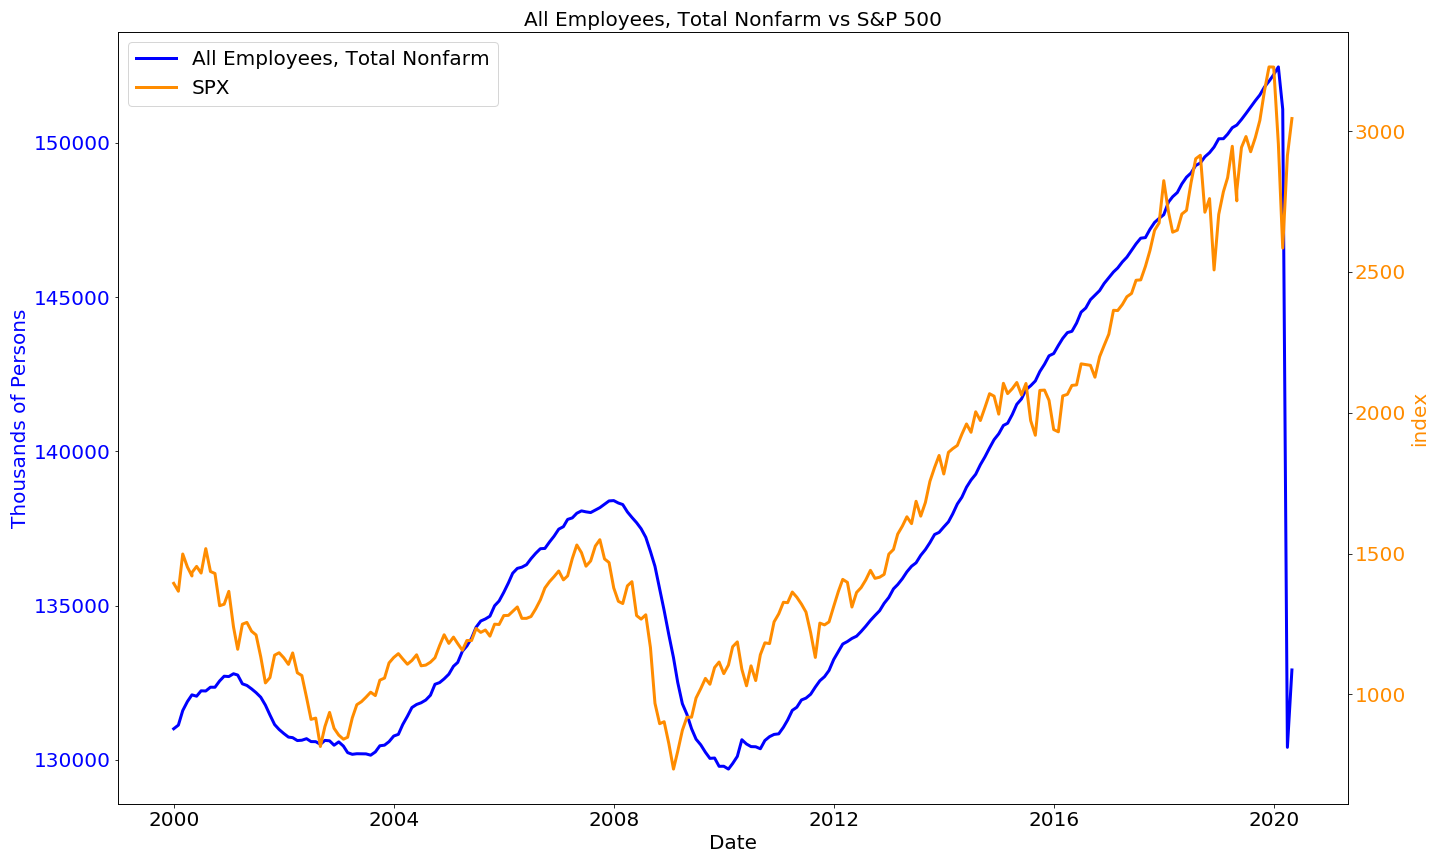 All Employees, Total Nonfarm vs S&P 500
All Employees, Total Nonfarm
SPX
150000
145000
140000
135000
130000
Thousands of Persons
3000
2500
2000
1500
1000
index
2000 2004 2008 2012 2016 2020
Date